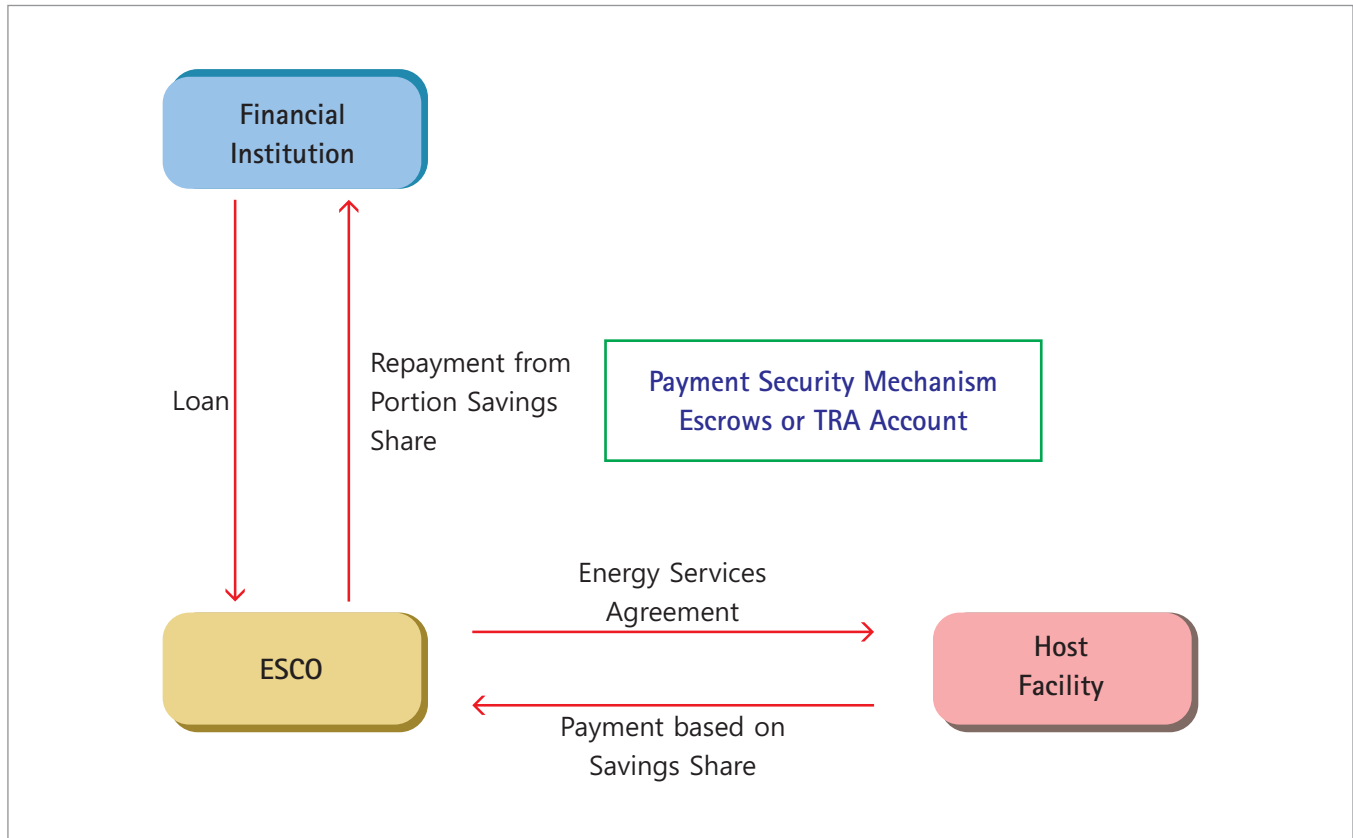 Financial
Institution
Loan
Repayment from
Portion Savings
Share
Payment Security Mechanism
Escrows or TRA Account
Energy Services
Agreement
ESCO
Host
Facility
Payment based on
Savings Share